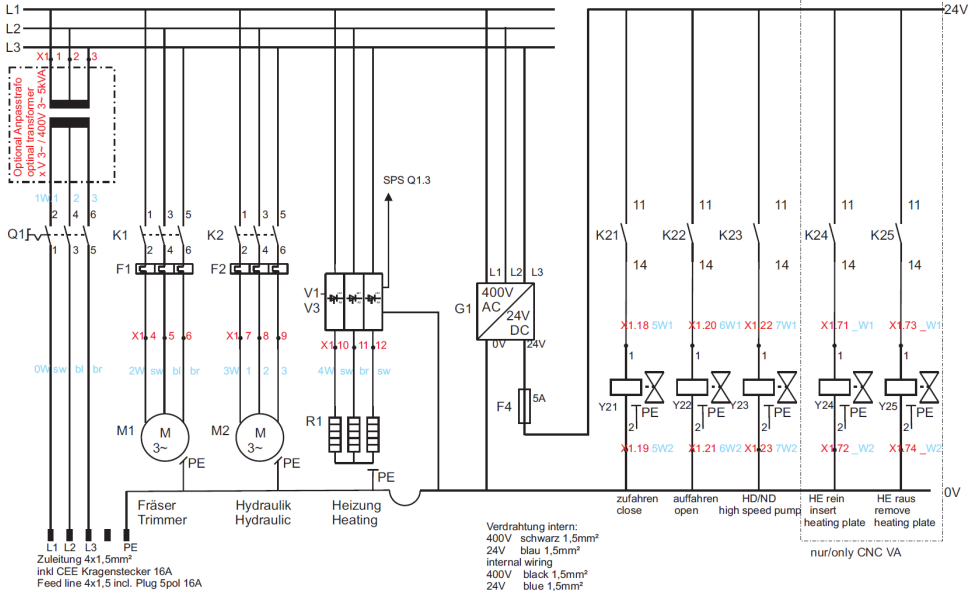 L1
24V
L2
L3
X1 1 2 3
Optional Anpasstrafo
optinal transformer
x V 3~ / 400V 3~ 5kVA
SPS Q1.3
1W 1 2 3
2 4 6
1 3 5
1 3 5
11 11 11 11 11
Q1
K1
K2
K21 K22 K23 K24 K25
1 3 5
2 4 6
2 4 6
F1
F2
14 14 14 14 14
L1 L2 L3
V1-
V3
G1
400V
AC
24V
DC
0V 24V
X1 4 5 6
X1 7 8 9
X1 10 11 12
X1.18 5W1 X1.20 6W1 X1.22 7W1 X1.71 _W1 X1.73 _W1
1 1 1 1 1
0W sw bl br
2W sw bl br
3W 1 2 3
4W sw br sw
F4
5A
Y21 PE Y22 PE Y23 PE Y24 PE Y25 PE
2 2 2 2 2
M1
M
3~
M2
M
3~
R1
X1.19 5W2 X1.21 6W2 X1.23 7W2 X1.72 _W2 X1.74 _W2
PE
PE
PE
0V
Fräser
Trimmer
Hydraulik
Hydraulic
Heizung
Heating
zufahren
close
auffahren
open
HD/ND
high speed pump
HE rein
insert
heating plate
HE raus
remove
heating plate
L1 L2 L3 PE
Zuleitung 4x1,5mm²
inkl CEE Kragenstecker 16A
Feed line 4x1,5 incl. Plug 5pol 16A
Verdrahtung intern:
400V schwarz 1,5mm²
24V blau 1,5mm²
internal wiring
400V black 1,5mm²
24V blue 1,5mm²
nur/only CNC VA